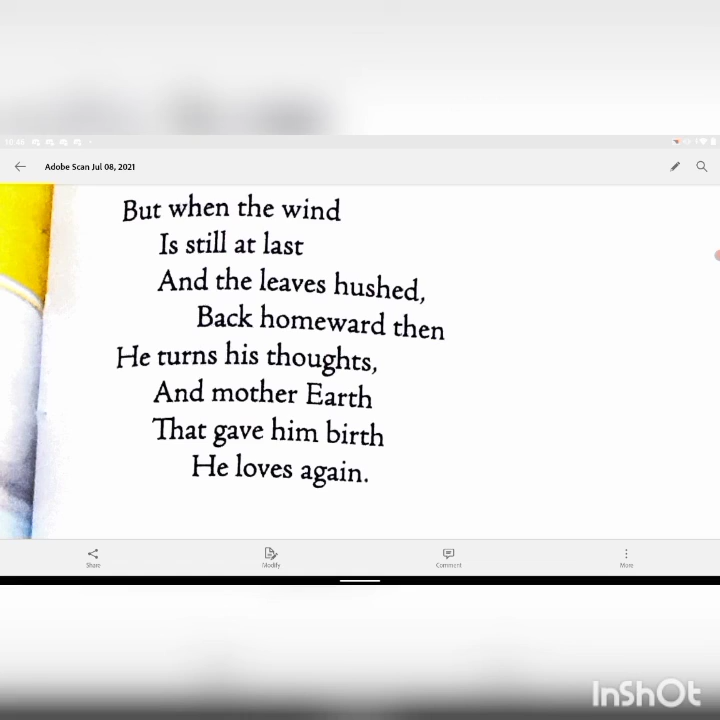 Adobe Scan Jul 08, 2021
But when the wind
Is still at last
And the leaves hushed,
Back homeward then
He turns his thoughts,
And mother Earth
That gave him birth
He loves again.
Share
Modify
Comment
More
InShOt